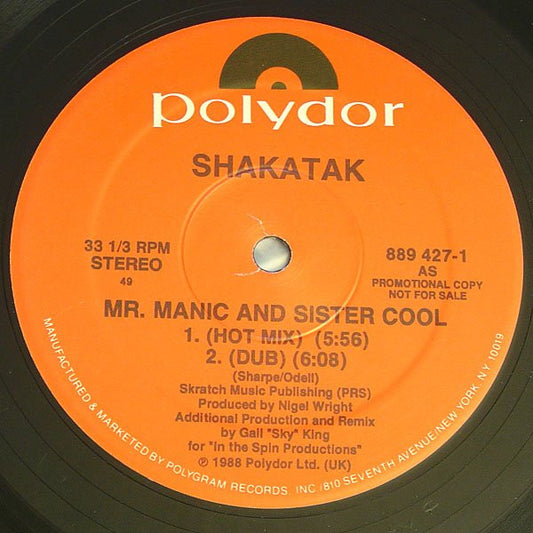 polydor
SHAKATAK
33 1/3 RPM
STEREO
49
889 427-1
AS
PROMOTIONAL COPY
NOT FOR SALE
MR. MANIC AND SISTER COOL
1. (HOT MIX) (5:56)
2. (DUB) (6:08)
(Sharpe/Odell)
Skratch Music Publishing (PRS)
Produced by Nigel Wright
Additional Production and Remix
by Gail "Sky" King
for "In the Spin Productions"
℗ 1988 Polydor Ltd. (UK)
MANUFACTURED & MARKETED BY POLYGRAM RECORDS, INC. /810 SEVENTH AVENUE, NEW YORK, N.Y. 10019